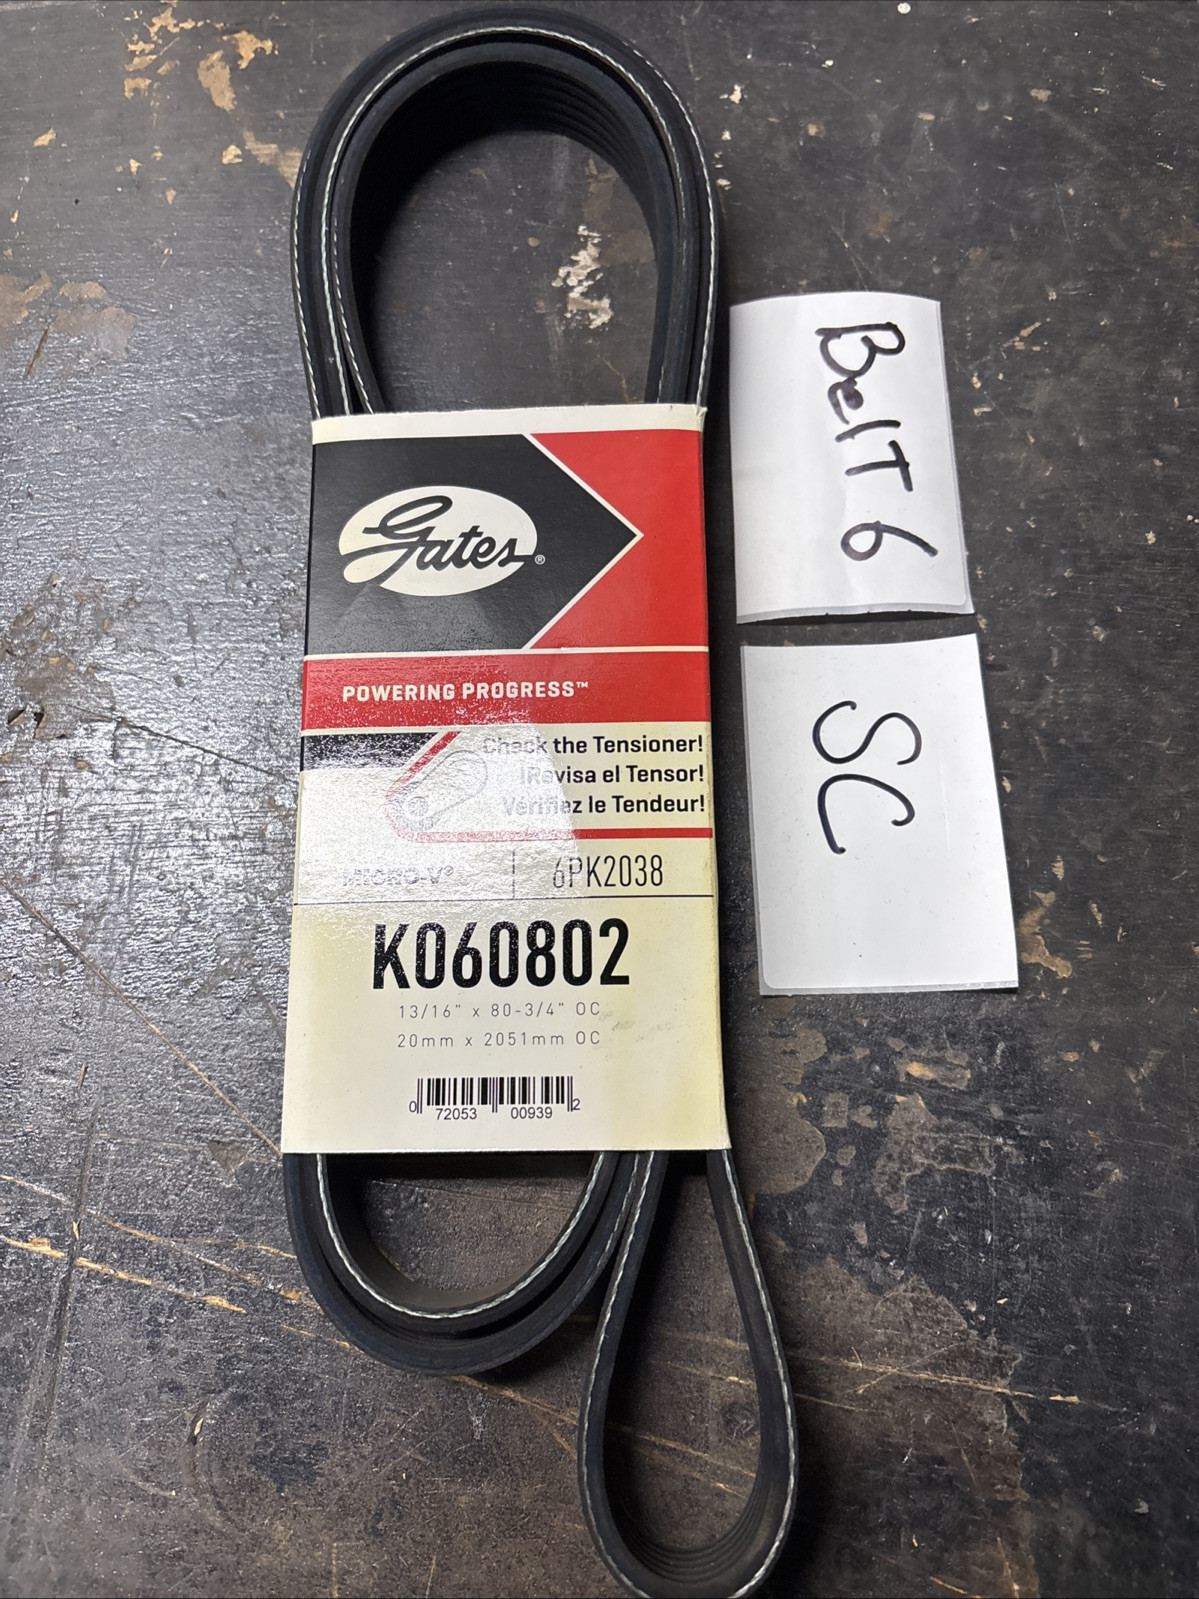 Gates®
POWERING PROGRESS™
Check the Tensioner!
¡Revisa el Tensor!
Vérifiez le Tendeur!
MICRO-V® 6PK2038
K060802
13/16" x 80-3/4" OC
20mm x 2051mm OC
0 72053 00939 2
BelT 6
SC